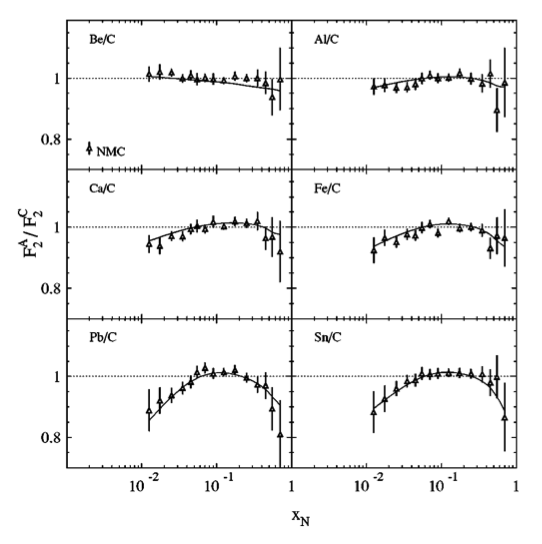 Be/C
Al/C
1
0.8
NMC
Ca/C
Fe/C
1
0.8
F₂ᴬ / F₂ᶜ
Pb/C
Sn/C
1
0.8
10⁻² 10⁻¹ 1 10⁻² 10⁻¹ 1
x_N